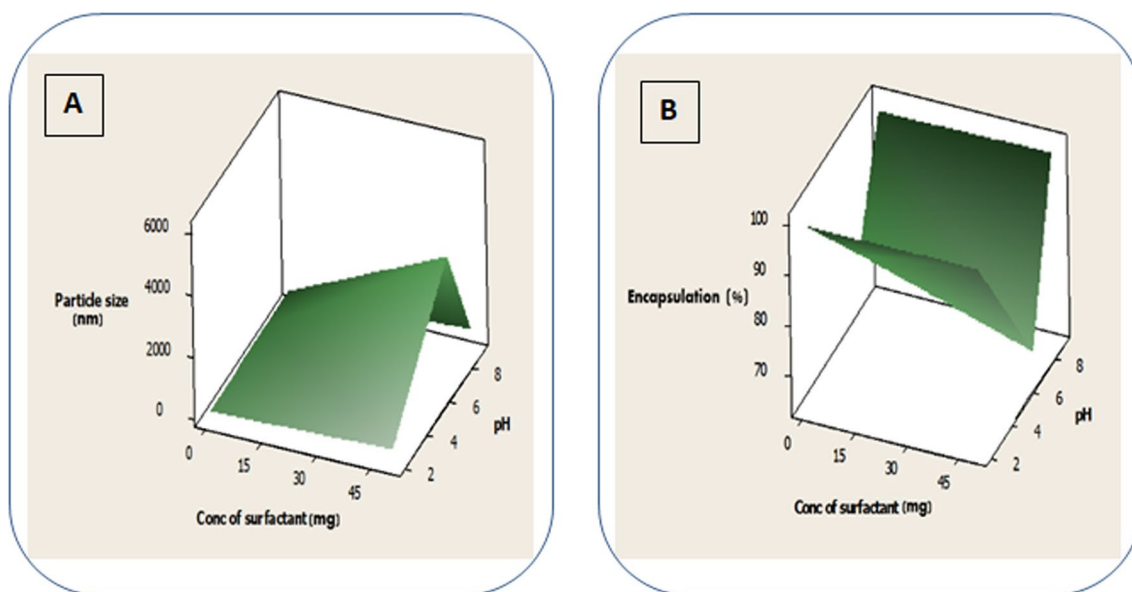 A
6000
4000
2000
0
Particle size
(nm)
0
15
30
45
Conc of surfactant (mg)
2
4
6
8
pH
B
100
90
80
70
Encapsulation (%)
0
15
30
45
Conc of surfactant (mg)
2
4
6
8
pH